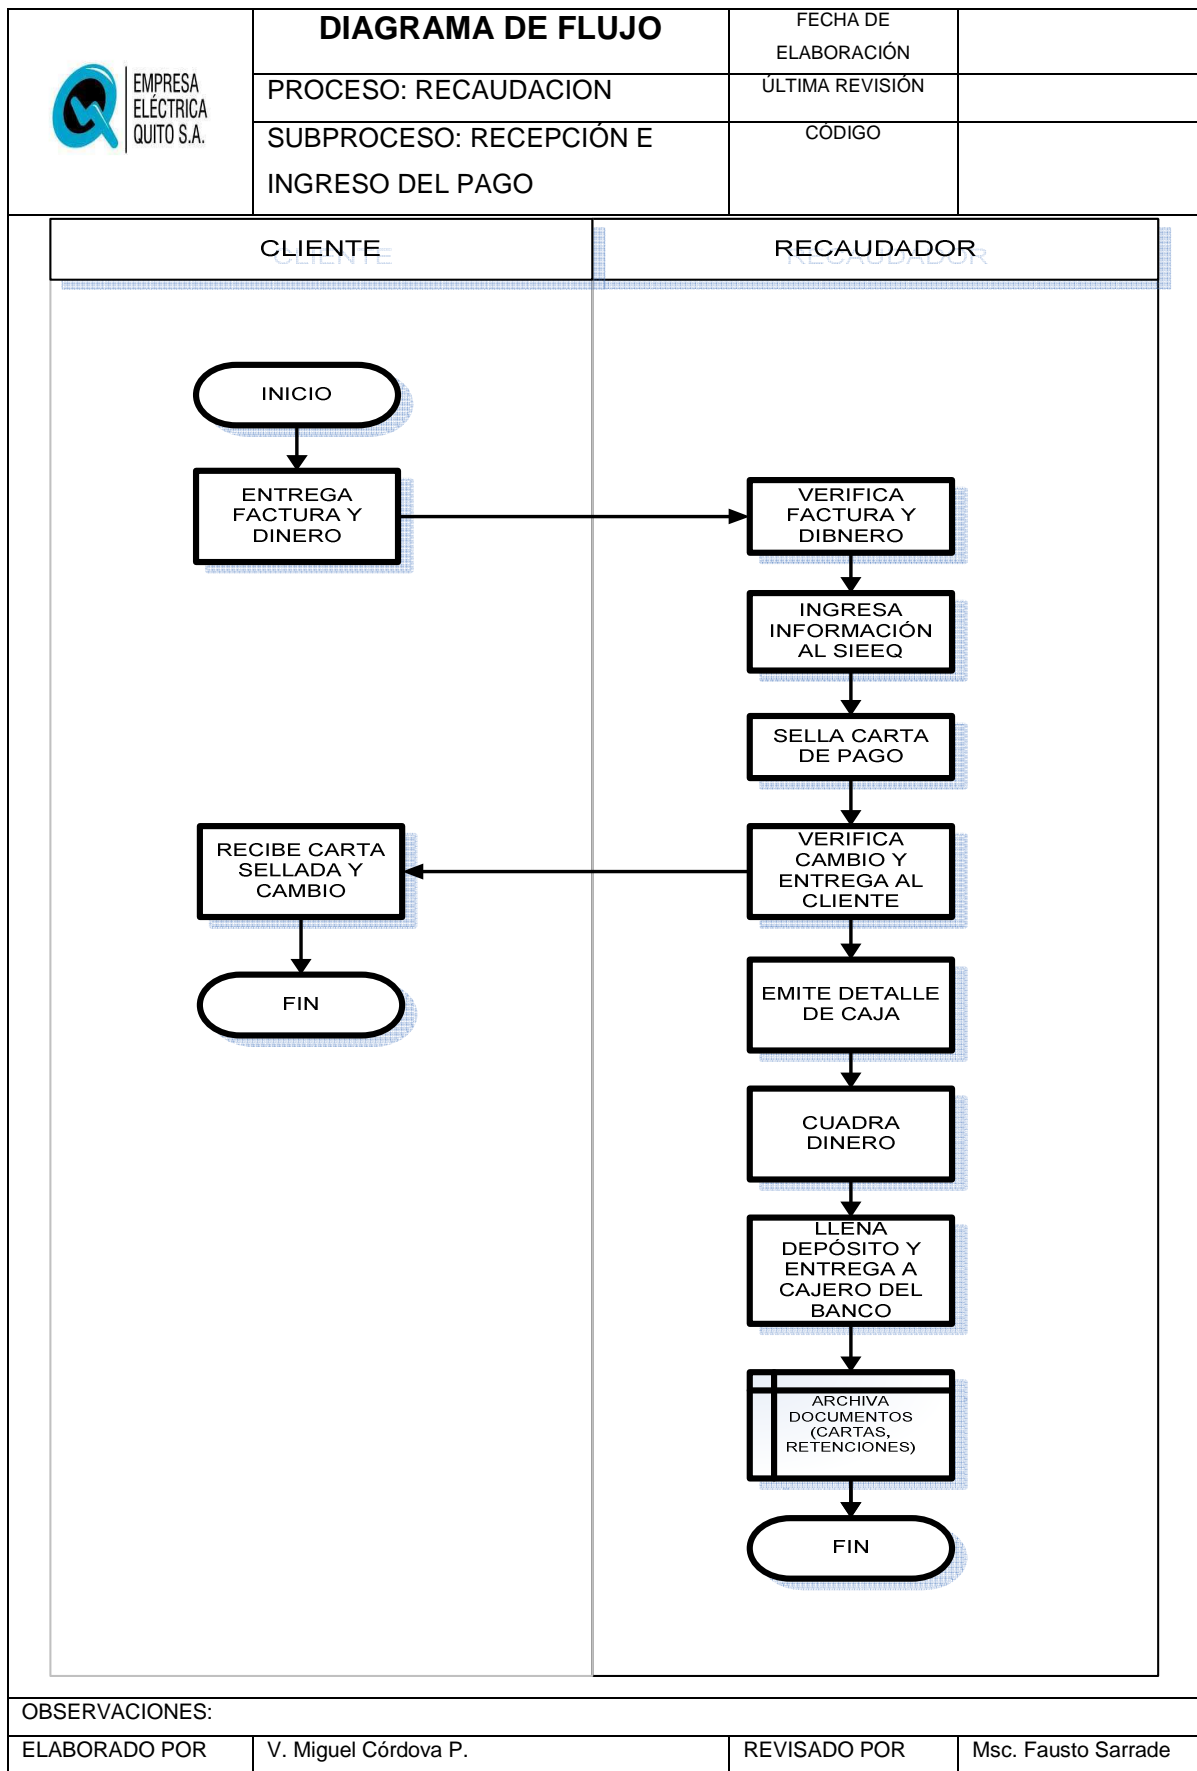 EMPRESA
ELÉCTRICA
QUITO S.A.
DIAGRAMA DE FLUJO
FECHA DE
ELABORACIÓN
PROCESO: RECAUDACION
ÚLTIMA REVISIÓN
SUBPROCESO: RECEPCIÓN E
INGRESO DEL PAGO
CÓDIGO
CLIENTE
RECAUDADOR
INICIO
ENTREGA
FACTURA Y
DINERO
VERIFICA
FACTURA Y
DIBNERO
INGRESA
INFORMACIÓN
AL SIEEQ
SELLA CARTA
DE PAGO
VERIFICA
CAMBIO Y
ENTREGA AL
CLIENTE
RECIBE CARTA
SELLADA Y
CAMBIO
FIN
EMITE DETALLE
DE CAJA
CUADRA
DINERO
LLENA
DEPÓSITO Y
ENTREGA A
CAJERO DEL
BANCO
ARCHIVA
DOCUMENTOS
(CARTAS,
RETENCIONES)
FIN
OBSERVACIONES:
ELABORADO POR
V. Miguel Córdova P.
REVISADO POR
Msc. Fausto Sarrade